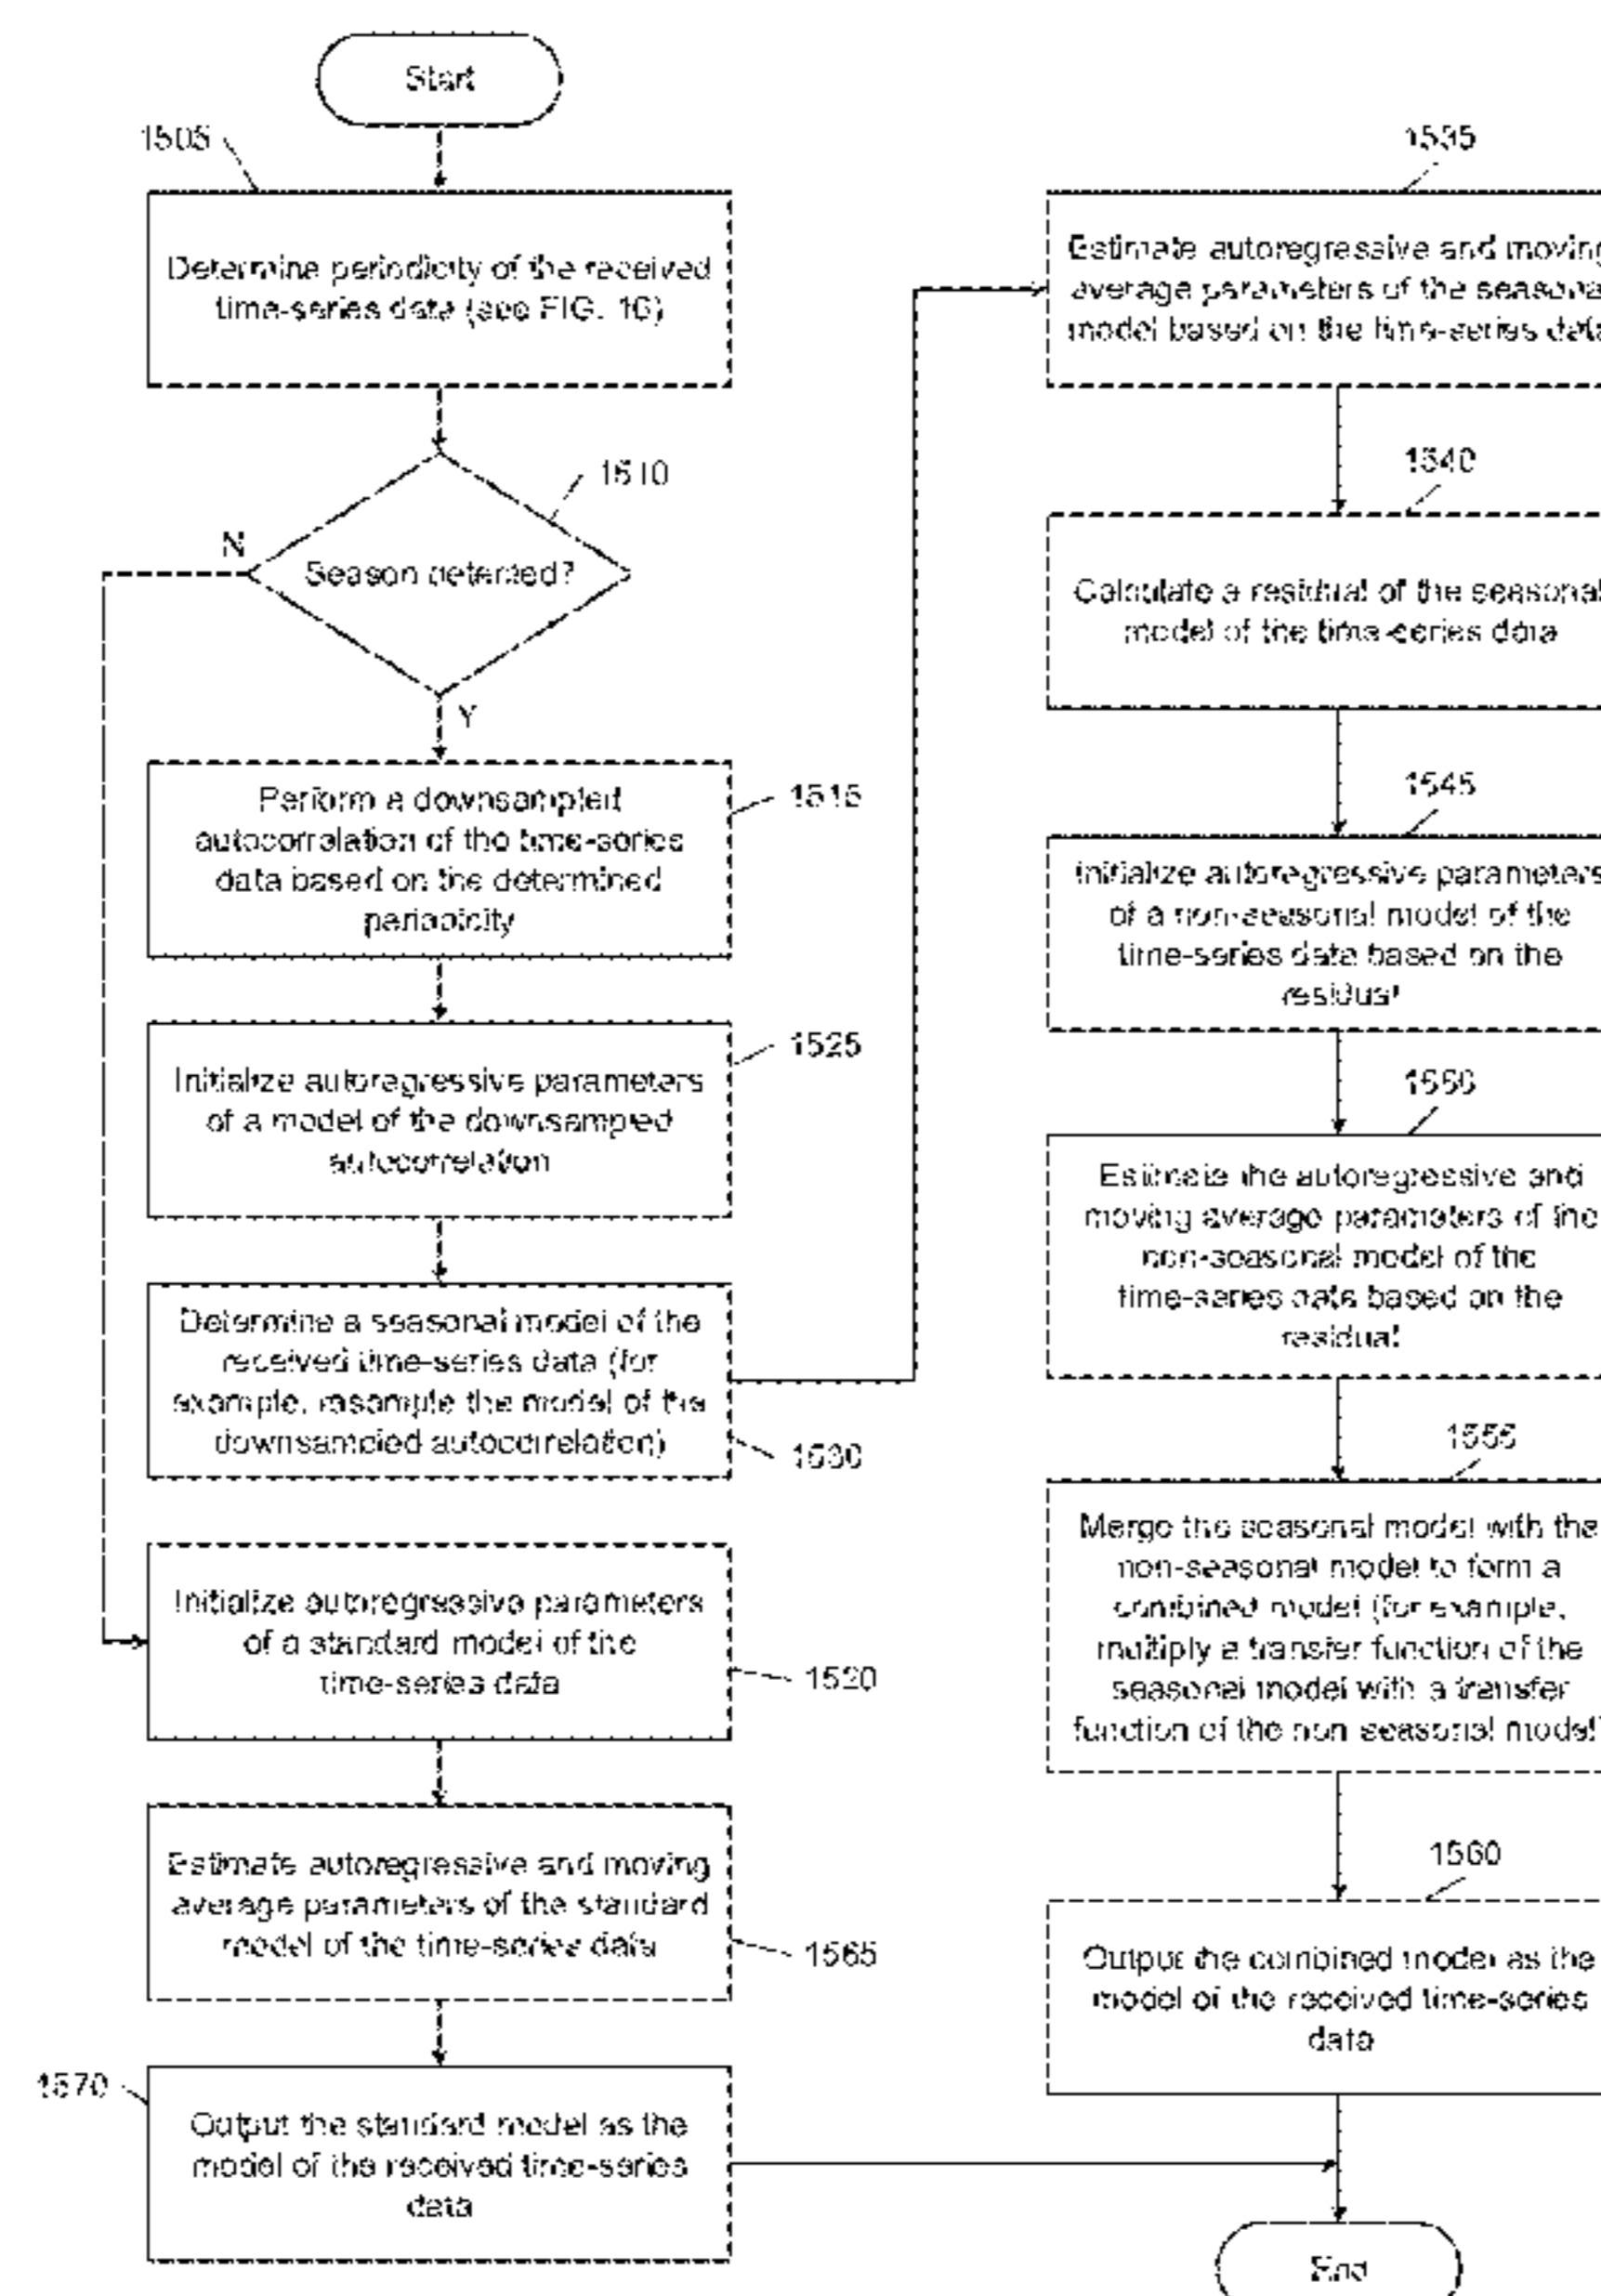 Start
1505
Determine periodicity of the received
time-series data (see FIG. 16)
1510
N
Season detected?
Y
Perform a downsampled
autocorrelation of the time-series
data based on the determined
periodicity
1515
1525
Initialize autoregressive parameters
of a model of the downsampled
autocorrelation
Determine a seasonal model of the
received time-series data (for
example, resample the model of the
downsampled autocorrelation)
1530
Initialize autoregressive parameters
of a standard model of the
time-series data
1520
Estimate autoregressive and moving
average parameters of the standard
model of the time-series data
1565
1570
Output the standard model as the
model of the received time-series
data
1535
Estimate autoregressive and moving
average parameters of the seasona
model based on the time-series data
1540
Calculate a residual of the seasonal
model of the time-series data
1545
Initialize autoregressive parameters
of a non-seasonal model of the
time-series data based on the
residual
1550
Estimate the autoregressive and
moving average parameters of the
non-seasonal model of the
time-series data based on the
residual
1555
Merge the seasonal model with the
non-seasonal model to form a
combined model (for example,
multiply a transfer function of the
seasonal model with a transfer
function of the non-seasonal model)
1560
Output the combined model as the
model of the received time-series
data
End